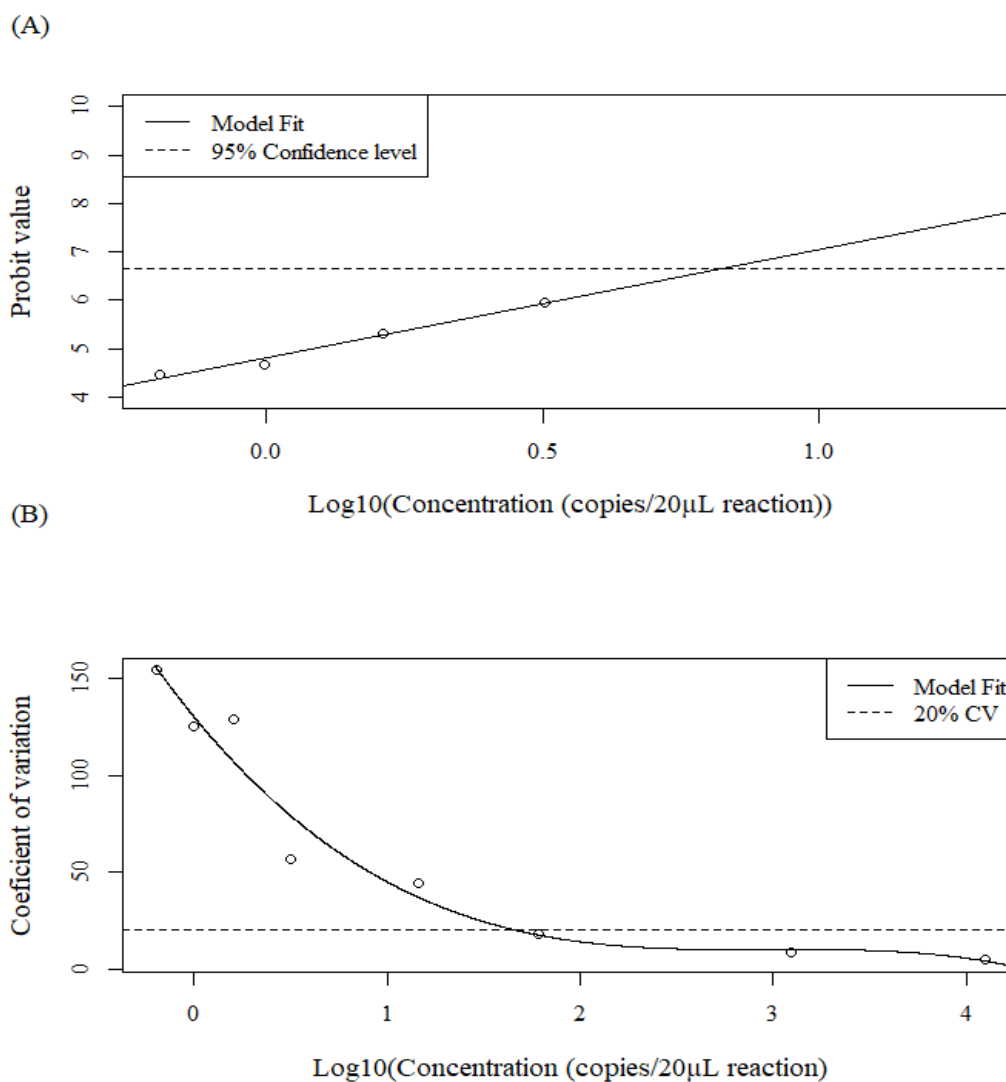 (A)
Model Fit
95% Confidence level
Probit value
10
9
8
7
6
5
4
0.0 0.5 1.0
Log10(Concentration (copies/20μL reaction))
(B)
Model Fit
20% CV
Coeficient of variation
150
100
50
0
0 1 2 3 4
Log10(Concentration (copies/20μL reaction)